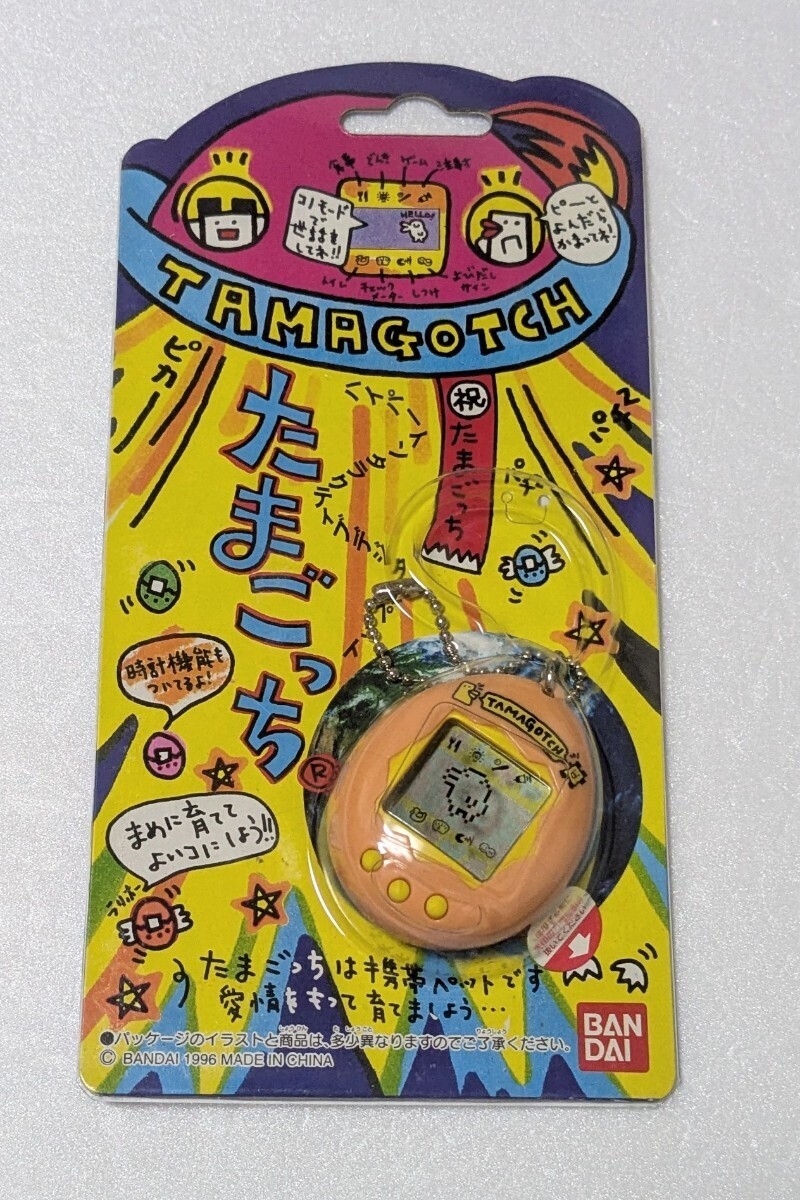 食事 でんき ゲーム
HELLO!
コノモードで
世話を
してネ!!
ピーーと
よんだら
かまってネ!
トイレ
チェック
メーター
しつけ
よびだし
サイン
TAMAGOTCH
ピカー
祝
たまごっち
たまごっち
®
時計機能も
ついてるよ!
TAMAGOTCH
まめに育てて
よいコにしよう!!
たまごっちは携帯ペットです
愛情をもって育てましょう…
●パッケージのイラストと商品は、多少異なりますのでご了承ください。
© BANDAI 1996 MADE IN CHINA
BAN
DAI